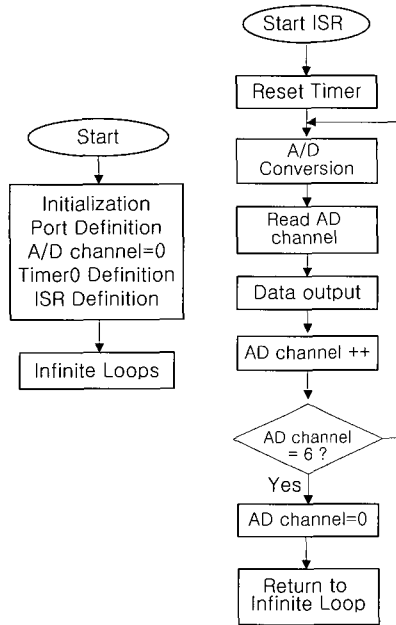 Start
Initialization
Port Definition
A/D channel=0
Timer0 Definition
ISR Definition
Infinite Loops
Start ISR
Reset Timer
A/D
Conversion
Read AD
channel
Data output
AD channel ++
AD channel
= 6 ?
Yes
AD channel=0
Return to
Infinite Loop